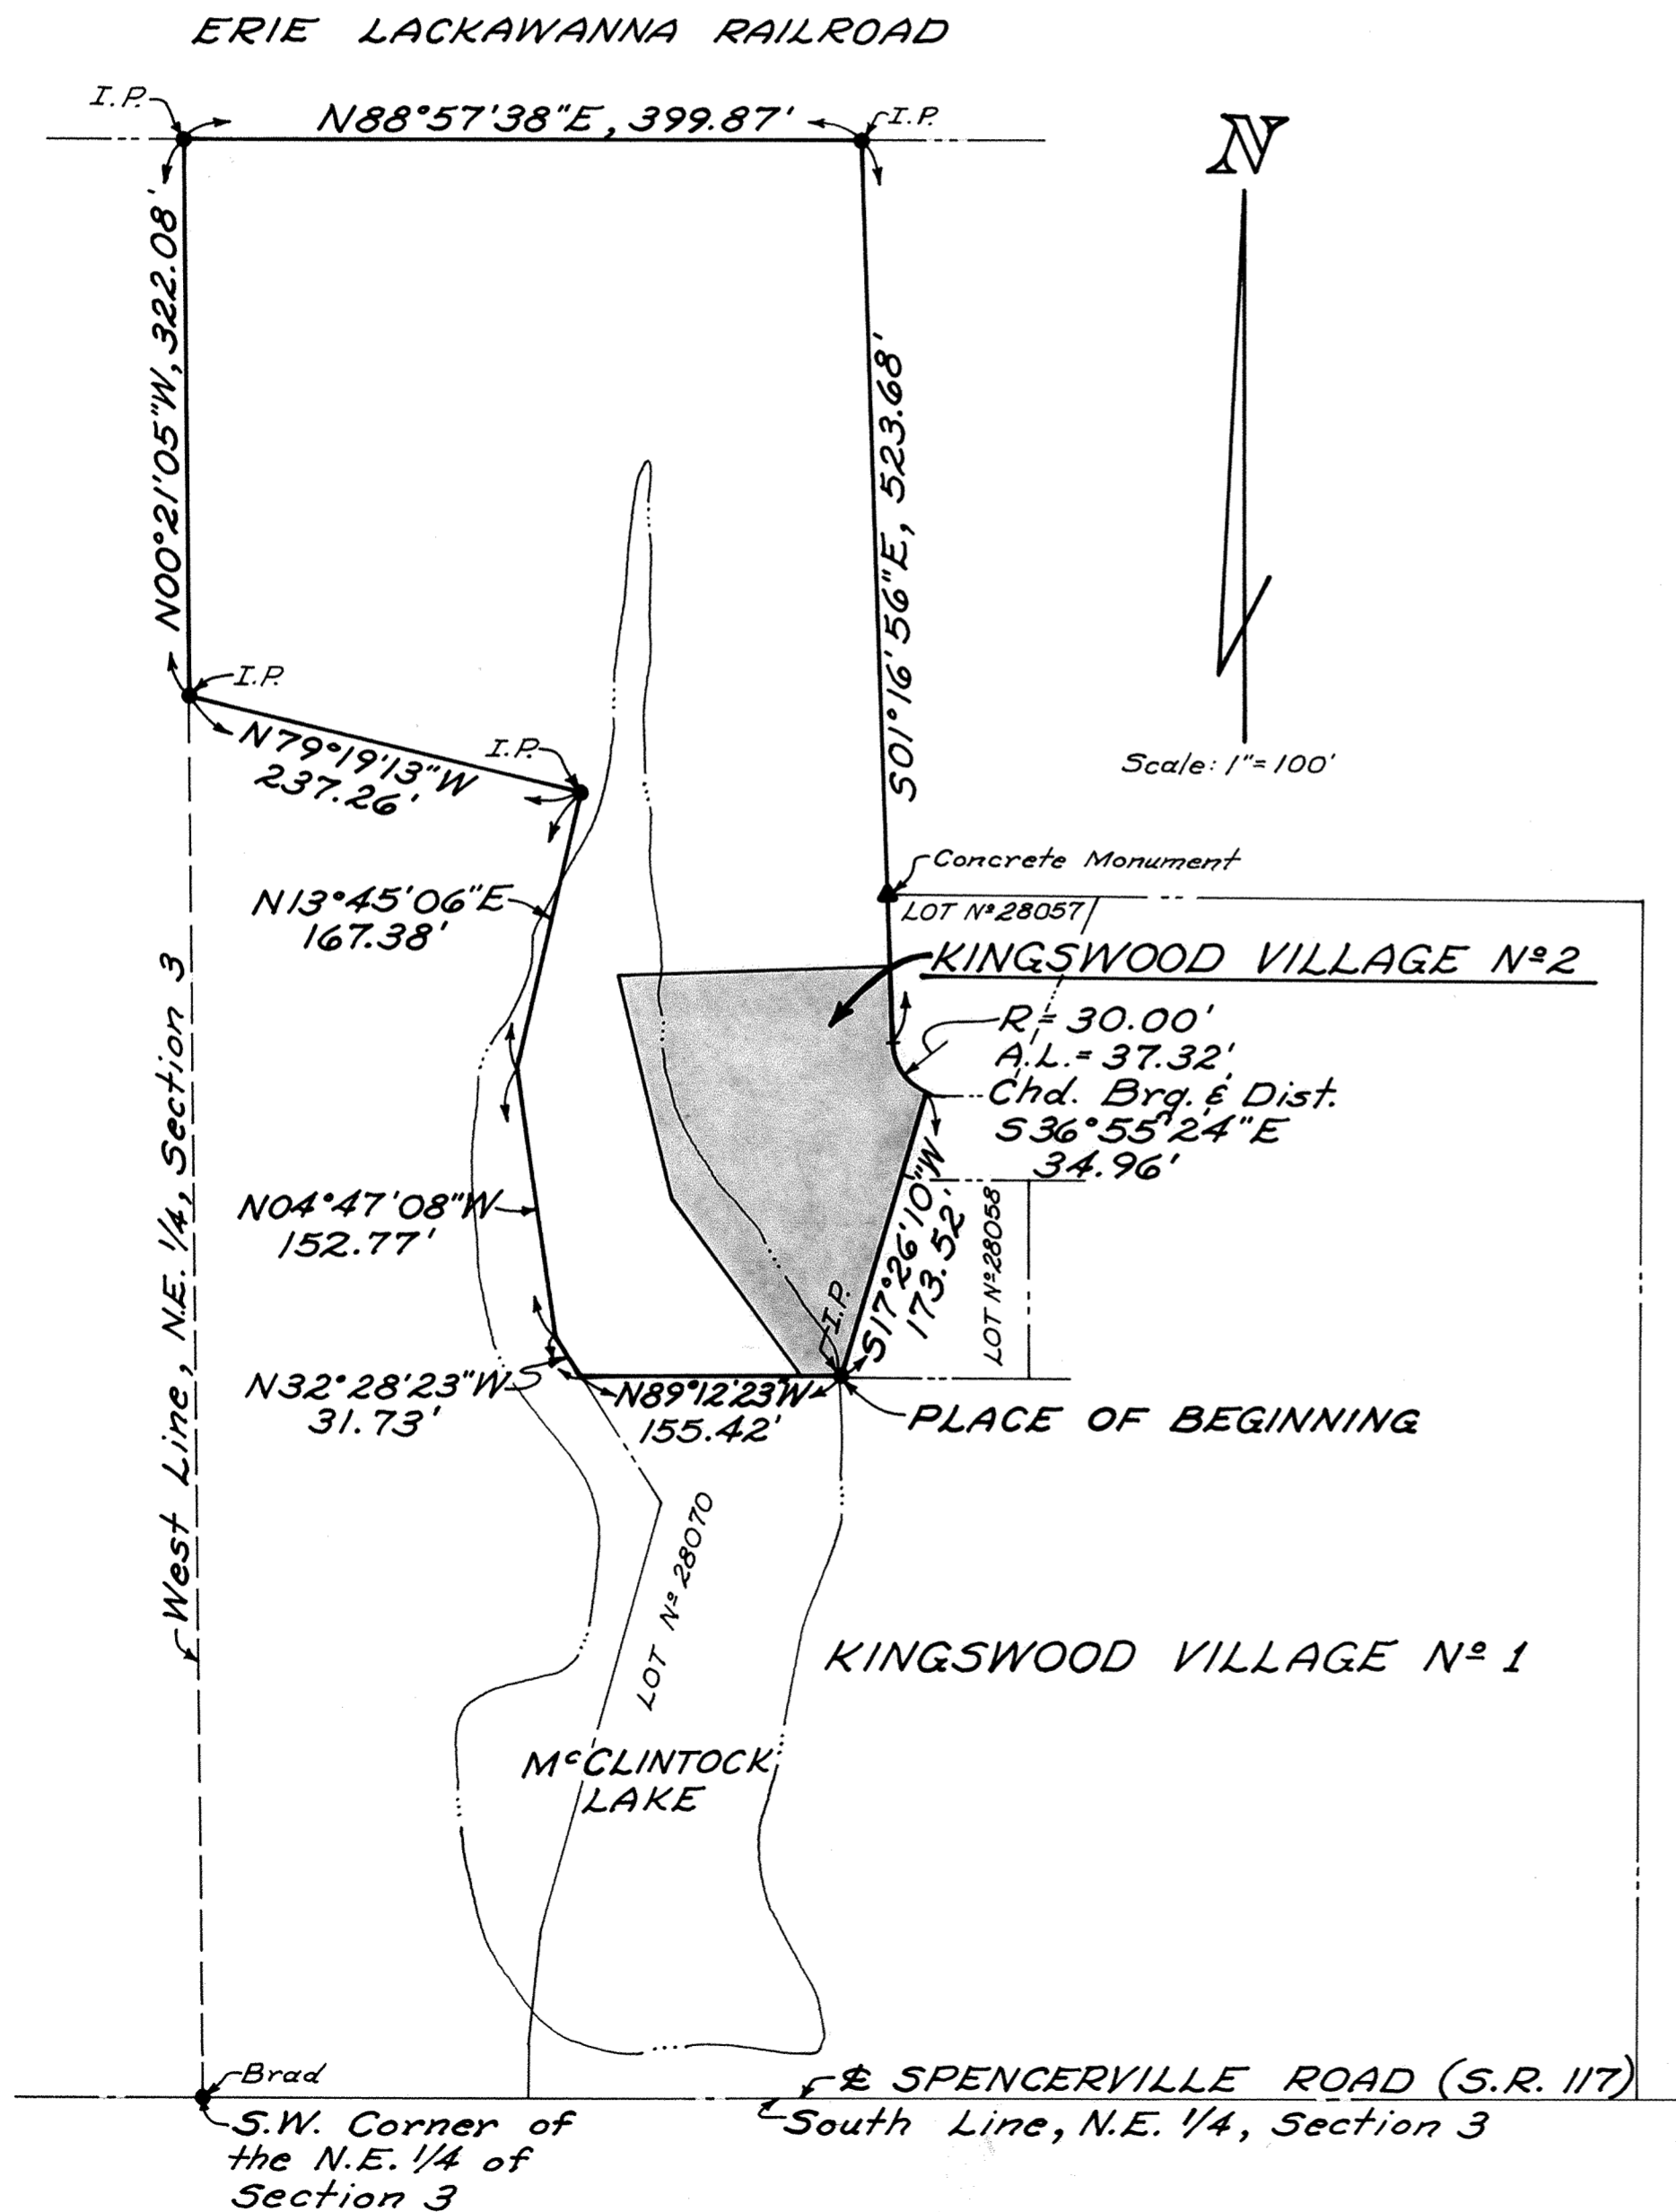 ERIE LACKAWANNA RAILROAD
I.P.
N88°57'38"E, 399.87'
I.P.
N
N00°21'05"W, 322.08'
S01°16'56"E, 523.68'
I.P.
N79°19'13"W
237.26'
I.P.
Scale: 1"=100'
Concrete Monument
N13°45'06"E
167.38'
LOT Nº 28057
KINGSWOOD VILLAGE Nº 2
R = 30.00'
A.L. = 37.32'
Chd. Brg. & Dist.
S36°55'24"E
34.96'
West Line, N.E. 1/4, Section 3
N04°47'08"W
152.77'
S17°26'10"W
173.52'
LOT Nº 28058
I.P.
N32°28'23"W
31.73'
N89°12'23"W
155.42'
PLACE OF BEGINNING
LOT Nº 28070
KINGSWOOD VILLAGE Nº 1
McCLINTOCK
LAKE
Brad
℄ SPENCERVILLE ROAD (S.R. 117)
South Line, N.E. 1/4, Section 3
S.W. Corner of
the N.E. 1/4 of
Section 3